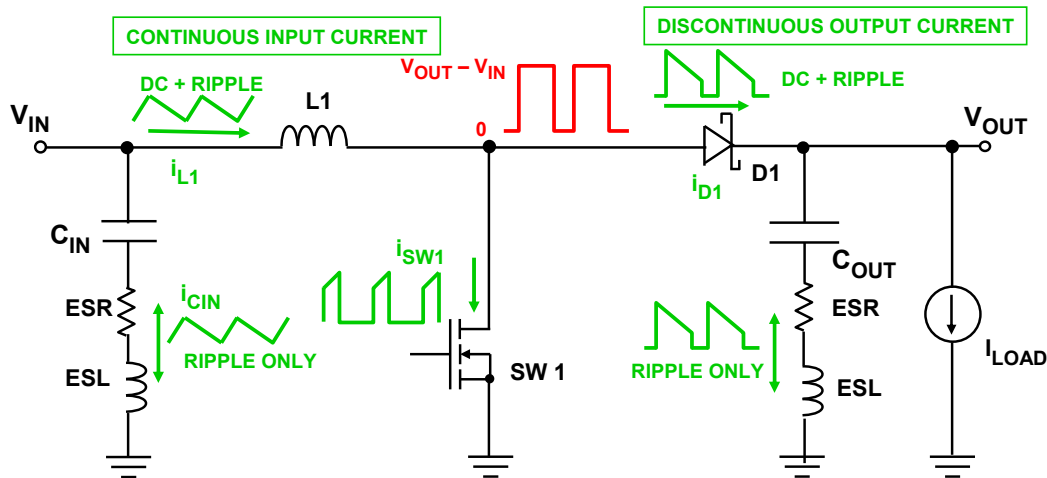 CONTINUOUS INPUT CURRENT
DISCONTINUOUS OUTPUT CURRENT
DC + RIPPLE
L1
VOUT – VIN
DC + RIPPLE
VIN
0
VOUT
iL1
iD1
D1
CIN
iSW1
COUT
ESR
iCIN
ESR
RIPPLE ONLY
RIPPLE ONLY
ILOAD
ESL
SW 1
ESL